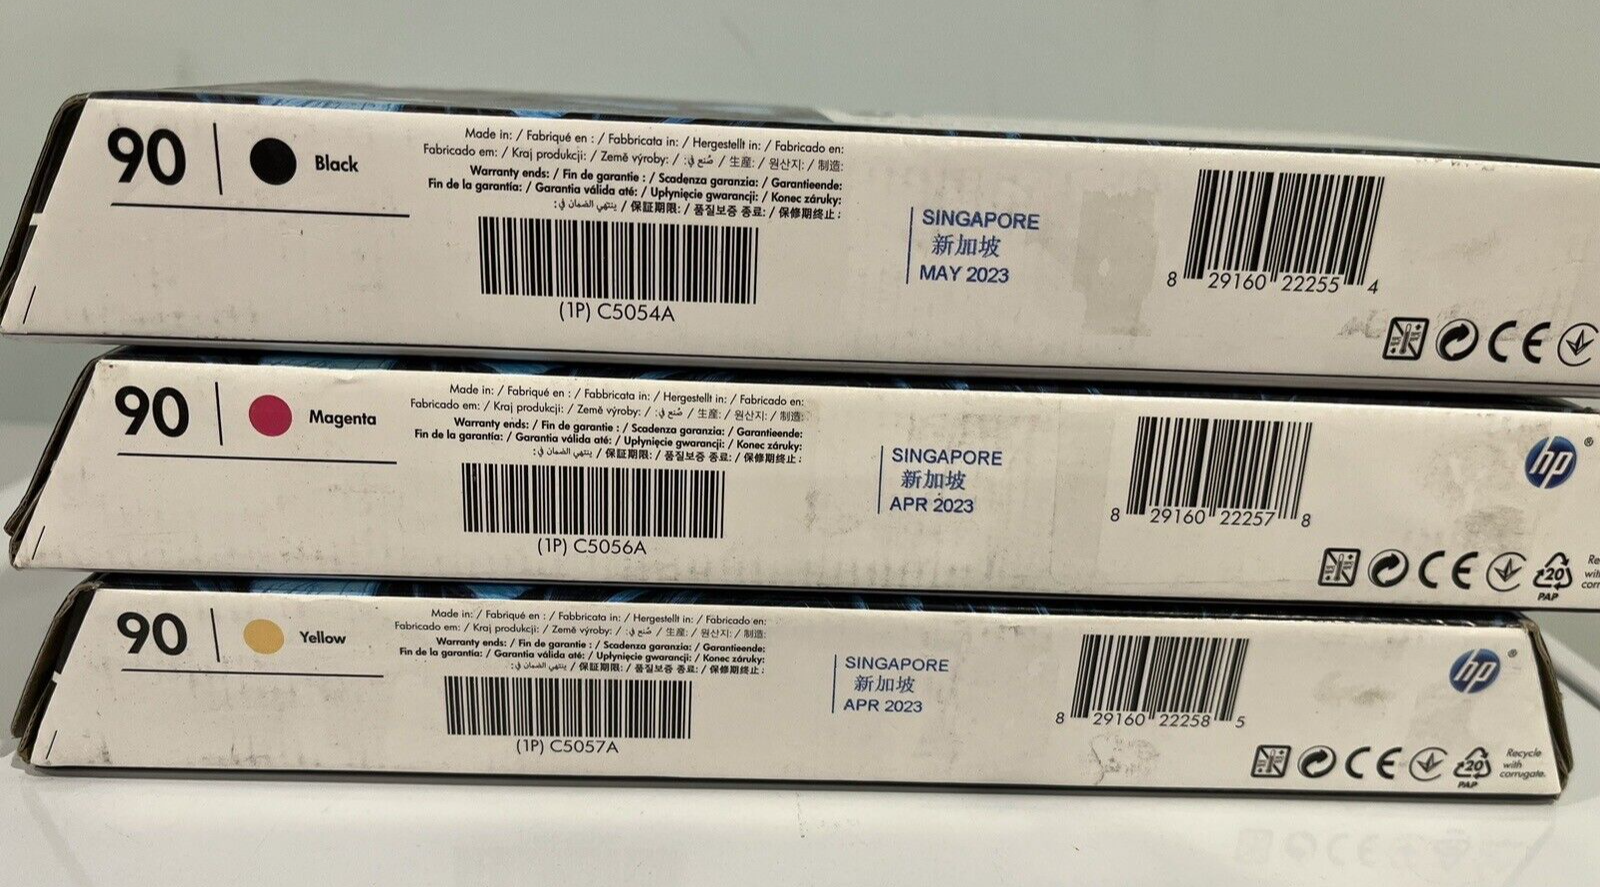 90
Black
Made in: / Fabriqué en : / Fabbricata in: / Hergestellt in: / Fabricado en:
Fabricado em: / Kraj produkcji: / Země výroby: / صُنع في: / 生産: / 원산지: / 制造:
Warranty ends: / Fin de garantie : / Scadenza garanzia: / Garantieende:
Fin de la garantía: / Garantia válida até: / Upłynięcie gwarancji: / Konec záruky:
ينتهي الضمان في: / 保証期限: / 품질보증 종료: / 保修期终止:
(1P) C5054A
SINGAPORE
新加坡
MAY 2023
8 29160 22255 4
CE
90
Magenta
Made in: / Fabriqué en : / Fabbricata in: / Hergestellt in: / Fabricado en:
Fabricado em: / Kraj produkcji: / Země výroby: / صُنع في: / 生産: / 원산지: / 制造:
Warranty ends: / Fin de garantie : / Scadenza garanzia: / Garantieende:
Fin de la garantía: / Garantia válida até: / Upłynięcie gwarancji: / Konec záruky:
ينتهي الضمان في: / 保証期限: / 품질보증 종료: / 保修期终止:
(1P) C5056A
SINGAPORE
新加坡
APR 2023
8 29160 22257 8
hp®
CE
20
PAP
90
Yellow
Made in: / Fabriqué en : / Fabbricata in: / Hergestellt in: / Fabricado en:
Fabricado em: / Kraj produkcji: / Země výroby: / صُنع في: / 生産: / 원산지: / 制造:
Warranty ends: / Fin de garantie : / Scadenza garanzia: / Garantieende:
Fin de la garantía: / Garantia válida até: / Upłynięcie gwarancji: / Konec záruky:
ينتهي الضمان في: / 保証期限: / 품질보증 종료: / 保修期终止:
(1P) C5057A
SINGAPORE
新加坡
APR 2023
8 29160 22258 5
hp®
CE
20
PAP
Recycle
with
corrugate.